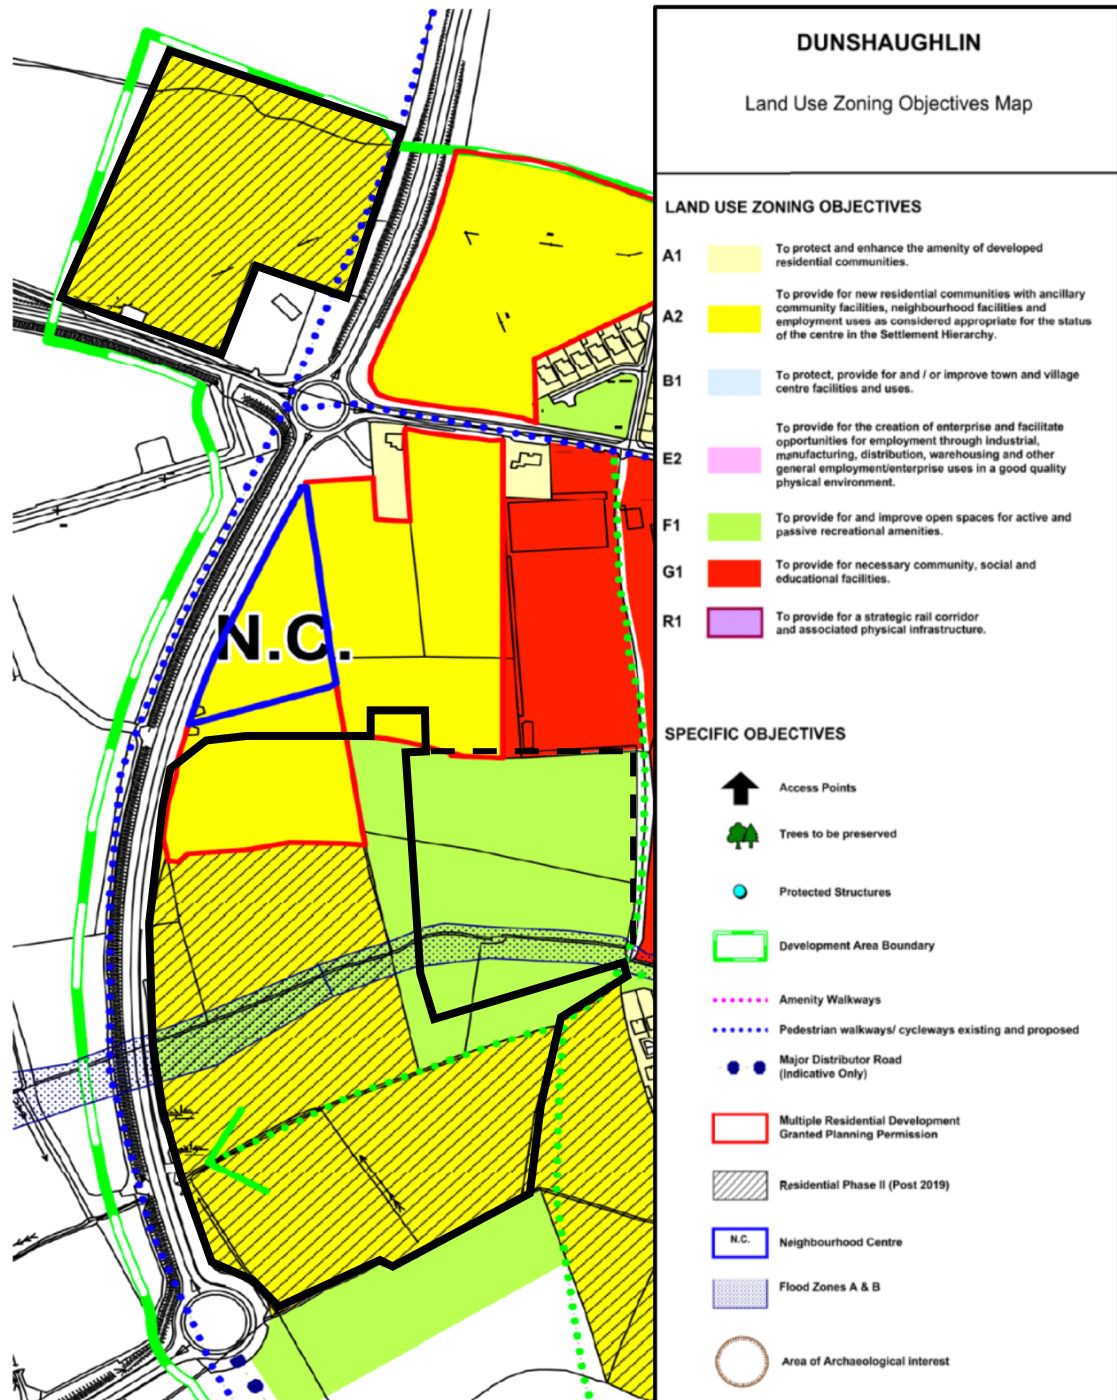 DUNSHAUGHLIN
Land Use Zoning Objectives Map
LAND USE ZONING OBJECTIVES
A1
To protect and enhance the amenity of developed
residential communities.
A2
To provide for new residential communities with ancillary
community facilities, neighbourhood facilities and
employment uses as considered appropriate for the status
of the centre in the Settlement Hierarchy.
B1
To protect, provide for and / or improve town and village
centre facilities and uses.
E2
To provide for the creation of enterprise and facilitate
opportunities for employment through industrial,
manufacturing, distribution, warehousing and other
general employment/enterprise uses in a good quality
physical environment.
F1
To provide for and improve open spaces for active and
passive recreational amenities.
G1
To provide for necessary community, social and
educational facilities.
R1
To provide for a strategic rail corridor
and associated physical infrastructure.
N.C.
SPECIFIC OBJECTIVES
Access Points
Trees to be preserved
Protected Structures
Development Area Boundary
Amenity Walkways
Pedestrian walkways/ cycleways existing and proposed
Major Distributor Road
(Indicative Only)
Multiple Residential Development
Granted Planning Permission
Residential Phase II (Post 2019)
N.C.
Neighbourhood Centre
Flood Zones A & B
Area of Archaeological interest